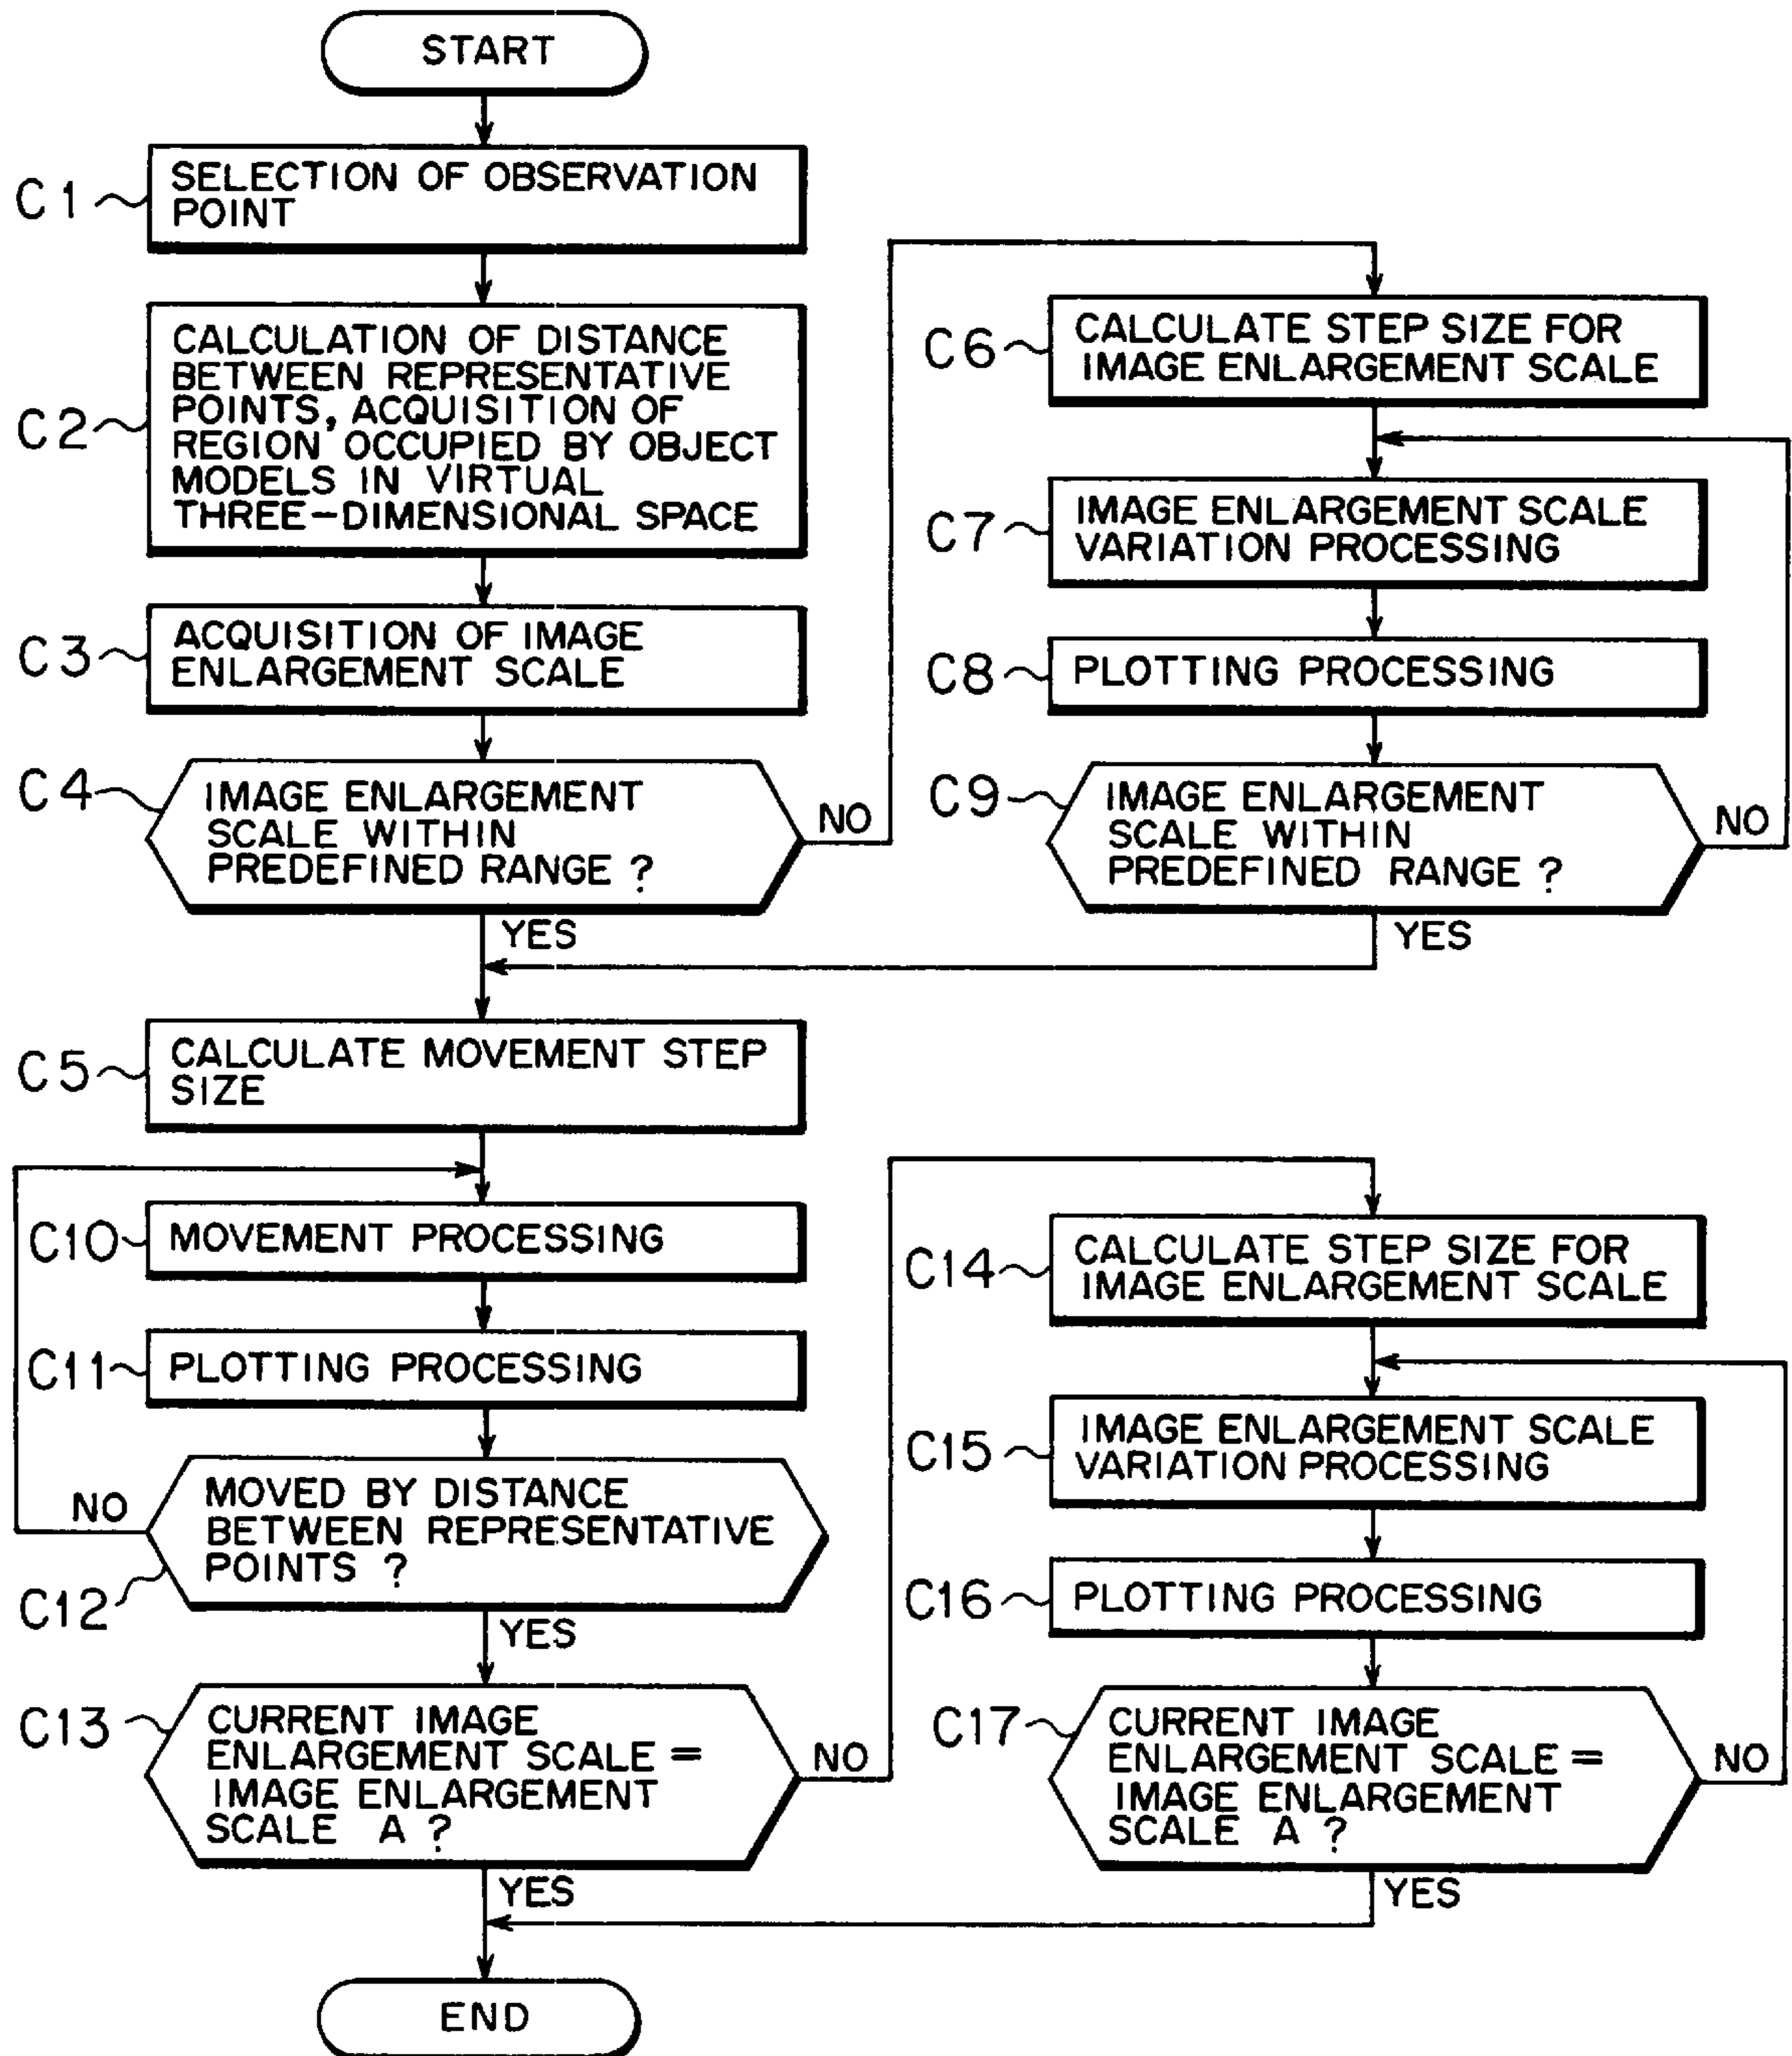 START
C1
SELECTION OF OBSERVATION
POINT
C2
CALCULATION OF DISTANCE
BETWEEN REPRESENTATIVE
POINTS, ACQUISITION OF
REGION OCCUPIED BY OBJECT
MODELS IN VIRTUAL
THREE-DIMENSIONAL SPACE
C3
ACQUISITION OF IMAGE
ENLARGEMENT SCALE
C4
IMAGE ENLARGEMENT
SCALE WITHIN
PREDEFINED RANGE ?
NO
YES
C6
CALCULATE STEP SIZE FOR
IMAGE ENLARGEMENT SCALE
C7
IMAGE ENLARGEMENT SCALE
VARIATION PROCESSING
C8
PLOTTING PROCESSING
C9
IMAGE ENLARGEMENT
SCALE WITHIN
PREDEFINED RANGE ?
NO
YES
C5
CALCULATE MOVEMENT STEP
SIZE
C10
MOVEMENT PROCESSING
C11
PLOTTING PROCESSING
C12
MOVED BY DISTANCE
BETWEEN REPRESENTATIVE
POINTS ?
NO
YES
C13
CURRENT IMAGE
ENLARGEMENT SCALE =
IMAGE ENLARGEMENT
SCALE A ?
NO
YES
C14
CALCULATE STEP SIZE FOR
IMAGE ENLARGEMENT SCALE
C15
IMAGE ENLARGEMENT SCALE
VARIATION PROCESSING
C16
PLOTTING PROCESSING
C17
CURRENT IMAGE
ENLARGEMENT SCALE =
IMAGE ENLARGEMENT
SCALE A ?
NO
YES
END